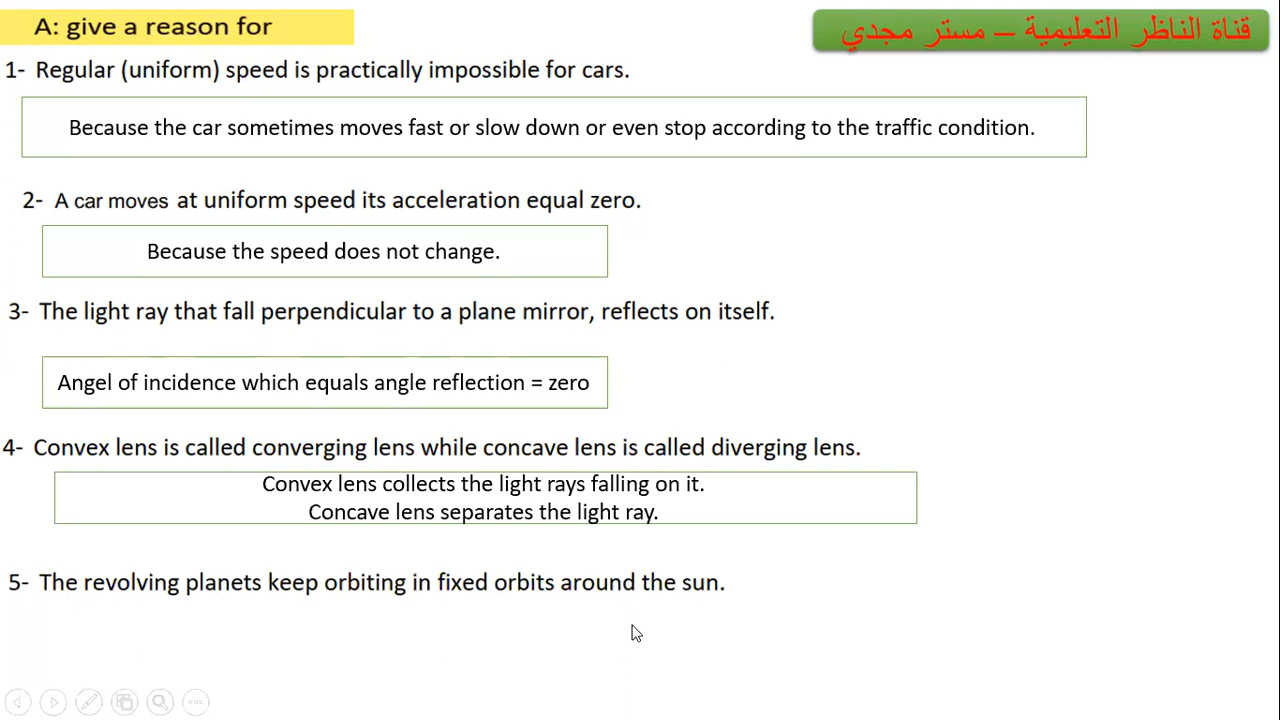 A: give a reason for
قناة الناظر التعليمية – مستر مجدي
1- Regular (uniform) speed is practically impossible for cars.
Because the car sometimes moves fast or slow down or even stop according to the traffic condition.
2- A car moves at uniform speed its acceleration equal zero.
Because the speed does not change.
3- The light ray that fall perpendicular to a plane mirror, reflects on itself.
Angel of incidence which equals angle reflection = zero
4- Convex lens is called converging lens while concave lens is called diverging lens.
Convex lens collects the light rays falling on it.
Concave lens separates the light ray.
5- The revolving planets keep orbiting in fixed orbits around the sun.